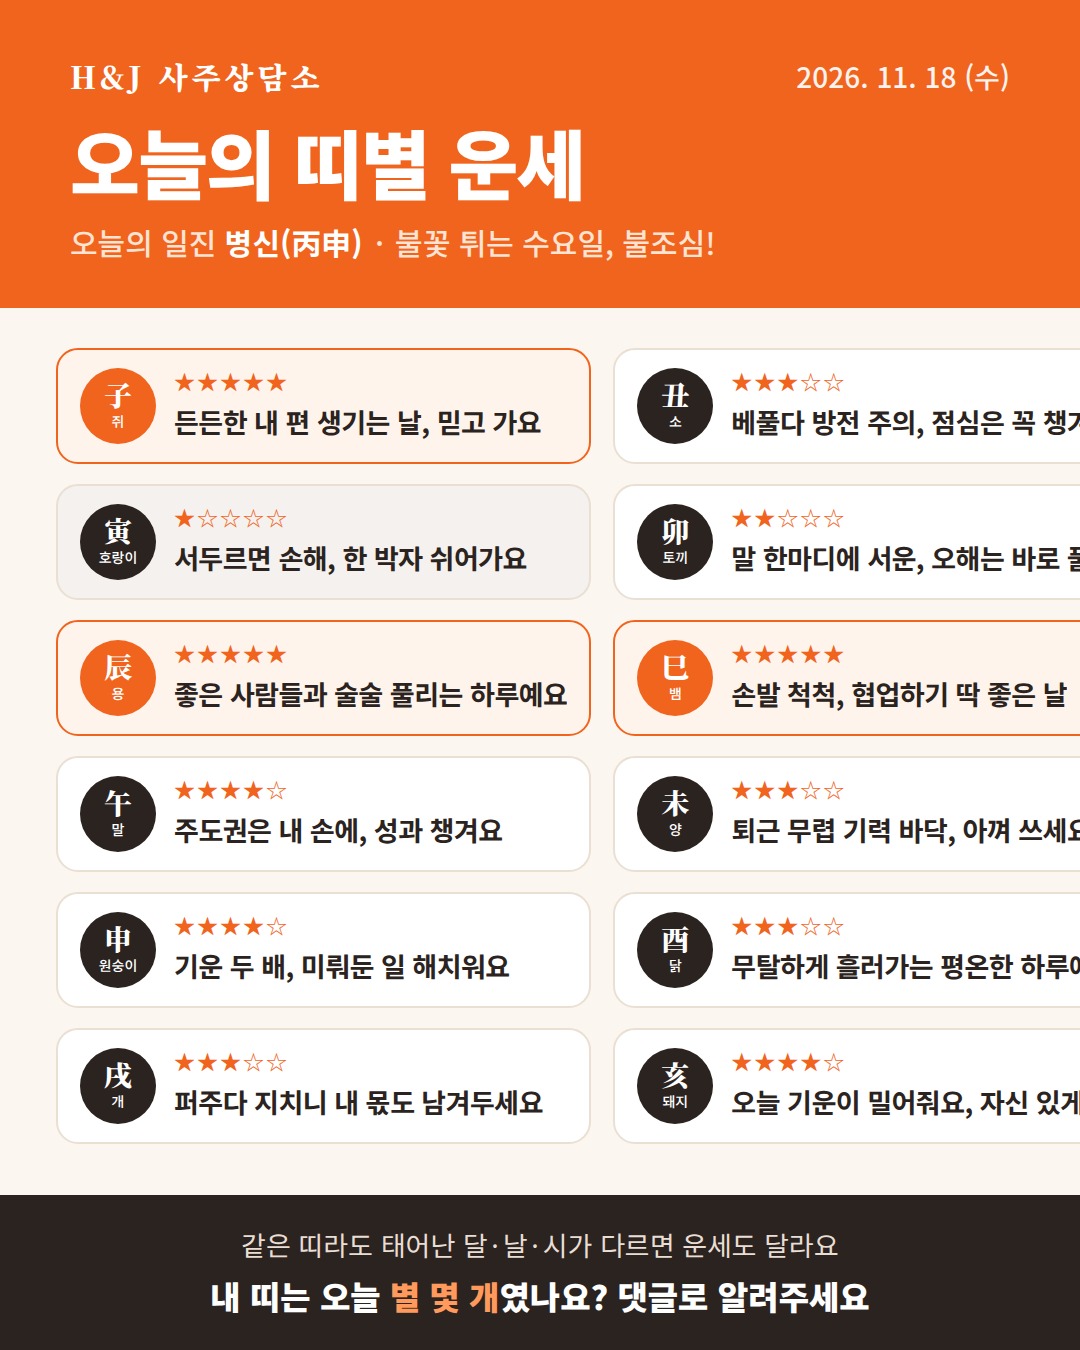 H&J 사주상담소
2026. 11. 18 (수)
오늘의 띠별 운세
오늘의 일진 병신(丙申) · 불꽃 튀는 수요일, 불조심!
子
쥐
★★★★★
든든한 내 편 생기는 날, 믿고 가요
丑
소
★★★☆☆
베풀다 방전 주의, 점심은 꼭
寅
호랑이
★☆☆☆☆
서두르면 손해, 한 박자 쉬어가요
卯
토끼
★★☆☆☆
말 한마디에 서운, 오해는 바로
辰
용
★★★★★
좋은 사람들과 술술 풀리는 하루예요
巳
뱀
★★★★★
손발 척척, 협업하기 딱 좋은 날
午
말
★★★★☆
주도권은 내 손에, 성과 챙겨요
未
양
★★★☆☆
퇴근 무렵 기력 바닥, 아껴 쓰세요
申
원숭이
★★★★☆
기운 두 배, 미뤄둔 일 해치워요
酉
닭
★★★☆☆
무탈하게 흘러가는 평온한
戌
개
★★★☆☆
퍼주다 지치니 내 몫도 남겨두세요
亥
돼지
★★★★☆
오늘 기운이 밀어줘요, 자신 있게
같은 띠라도 태어난 달·날·시가 다르면 운세도 달라요
내 띠는 오늘 별 몇 개였나요? 댓글로 알려주세요